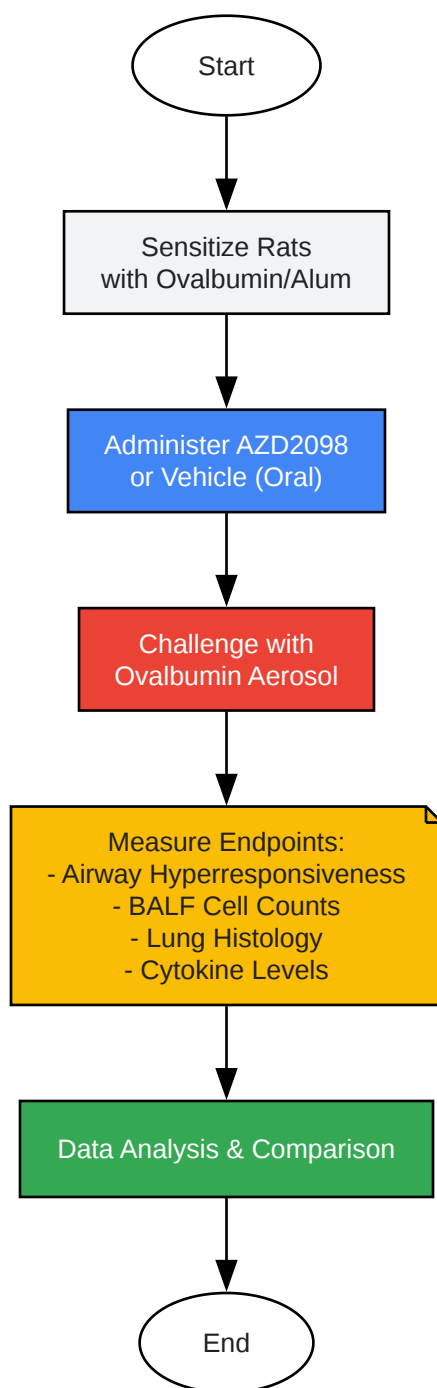 Start
Sensitize Rats
with Ovalbumin/Alum
Administer AZD2098
or Vehicle (Oral)
Challenge with
Ovalbumin Aerosol
Measure Endpoints:
- Airway Hyperresponsiveness
- BALF Cell Counts
- Lung Histology
- Cytokine Levels
Data Analysis & Comparison
End